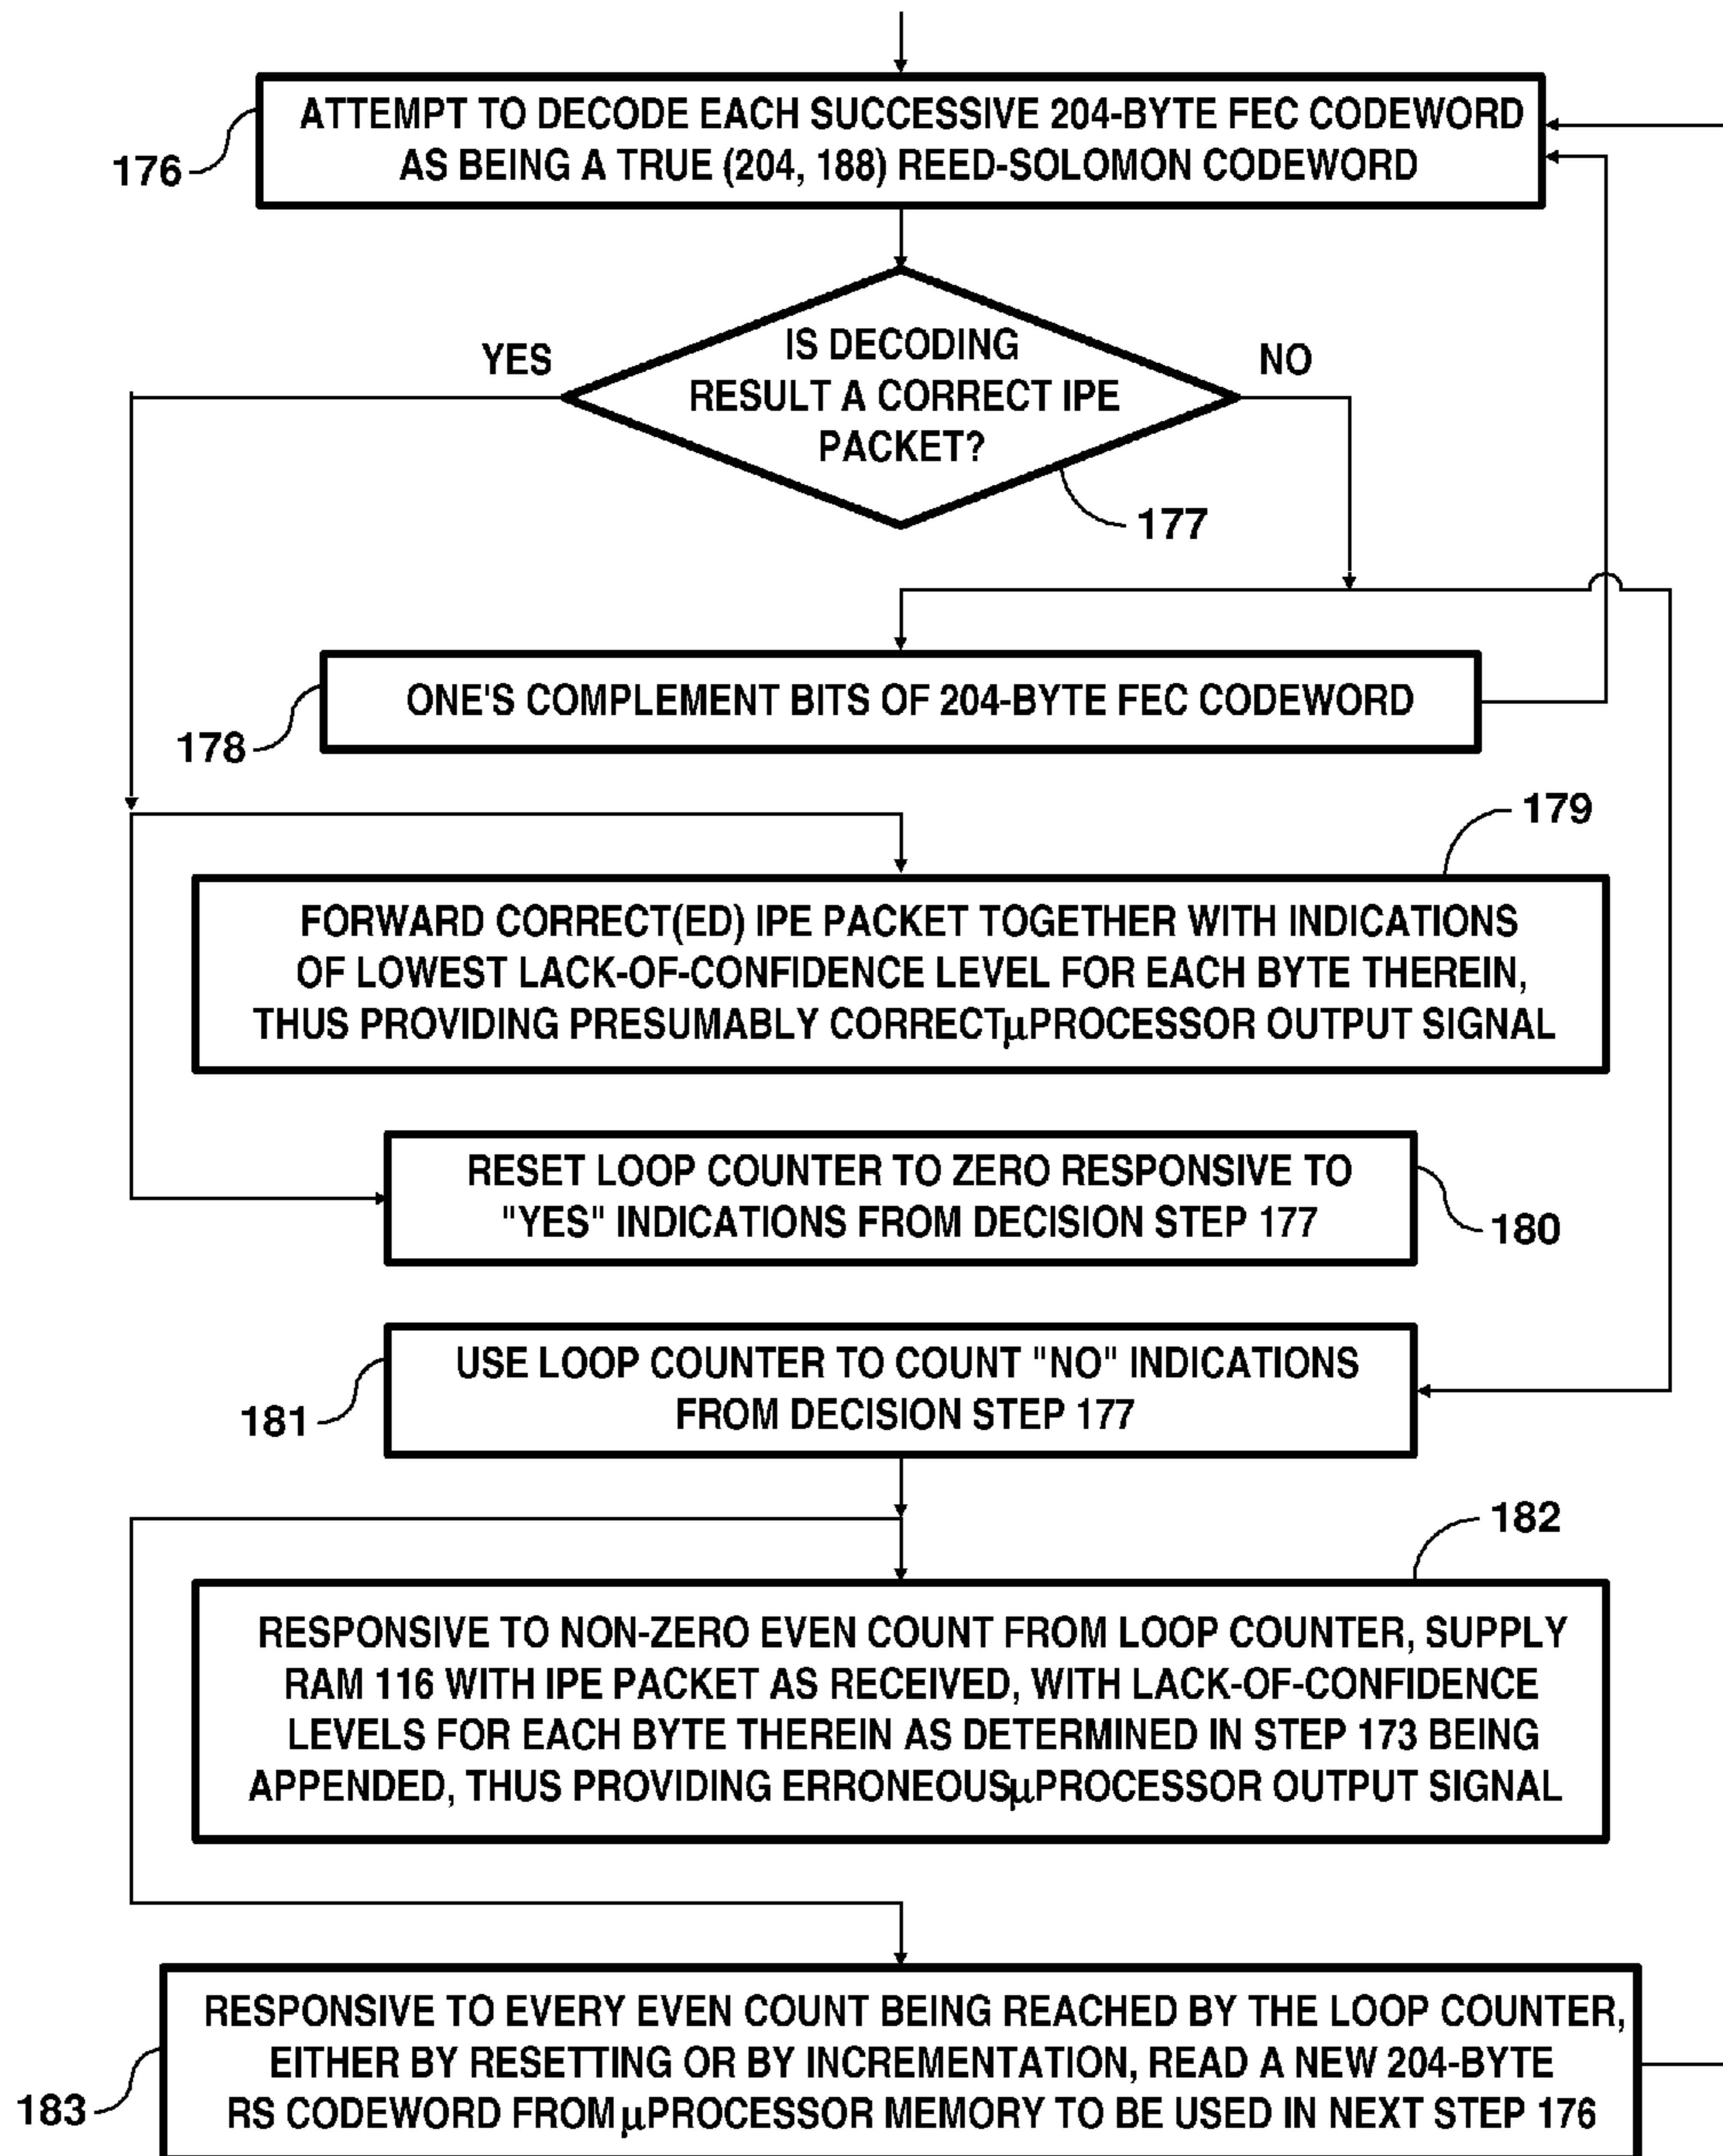 ATTEMPT TO DECODE EACH SUCCESSIVE 204-BYTE FEC CODEWORD
AS BEING A TRUE (204, 188) REED-SOLOMON CODEWORD
176
YES
IS DECODING
RESULT A CORRECT IPE
PACKET?
NO
177
ONE'S COMPLEMENT BITS OF 204-BYTE FEC CODEWORD
178
179
FORWARD CORRECT(ED) IPE PACKET TOGETHER WITH INDICATIONS
OF LOWEST LACK-OF-CONFIDENCE LEVEL FOR EACH BYTE THEREIN,
THUS PROVIDING PRESUMABLY CORRECT μPROCESSOR OUTPUT SIGNAL
RESET LOOP COUNTER TO ZERO RESPONSIVE TO
"YES" INDICATIONS FROM DECISION STEP 177
180
USE LOOP COUNTER TO COUNT "NO" INDICATIONS
FROM DECISION STEP 177
181
182
RESPONSIVE TO NON-ZERO EVEN COUNT FROM LOOP COUNTER, SUPPLY
RAM 116 WITH IPE PACKET AS RECEIVED, WITH LACK-OF-CONFIDENCE
LEVELS FOR EACH BYTE THEREIN AS DETERMINED IN STEP 173 BEING
APPENDED, THUS PROVIDING ERRONEOUS μPROCESSOR OUTPUT SIGNAL
RESPONSIVE TO EVERY EVEN COUNT BEING REACHED BY THE LOOP COUNTER,
EITHER BY RESETTING OR BY INCREMENTATION, READ A NEW 204-BYTE
RS CODEWORD FROM μPROCESSOR MEMORY TO BE USED IN NEXT STEP 176
183